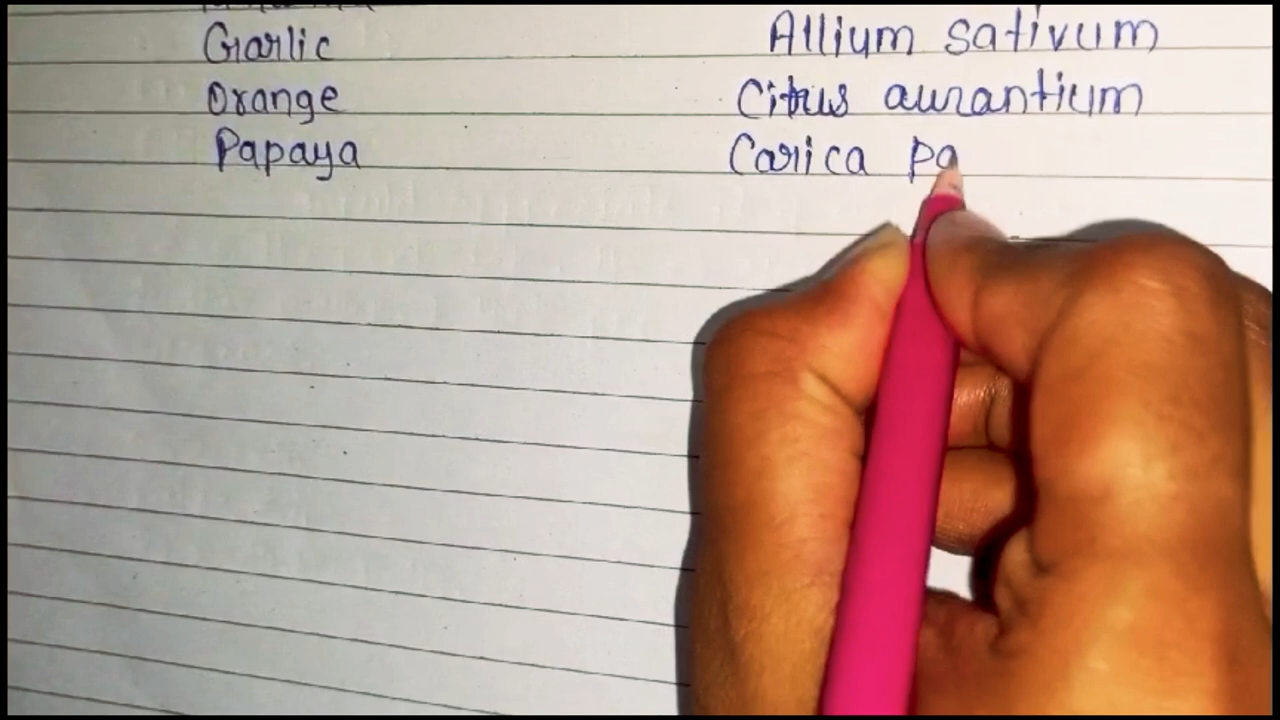 Garlic Allium sativum
Orange Citrus aurantium
Papaya Carica pa